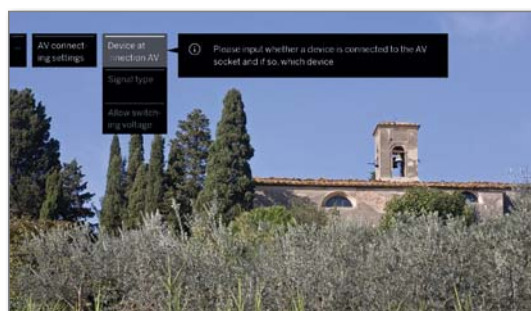 ...
AV connect-
ing settings
Device at
nnection AV
Signal type
Allow switch-
ing voltage
Please input whether a device is connected to the AV
socket and if so, which device